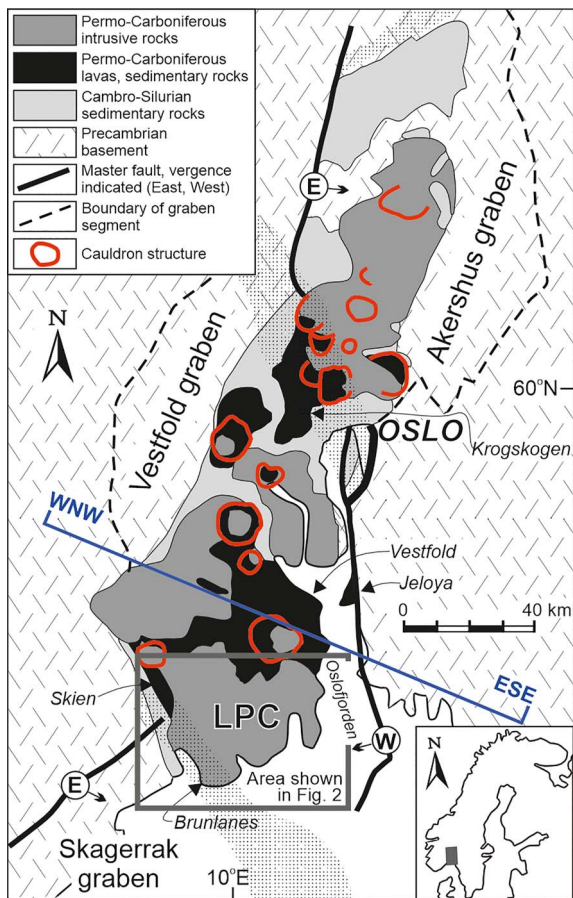 Permo-Carboniferous
intrusive rocks
Permo-Carboniferous
lavas, sedimentary rocks
Cambro-Silurian
sedimentary rocks
Precambrian
basement
Master fault, vergence
indicated (East, West)
Boundary of graben
segment
Cauldron structure
E
N
Akershus graben
Vestfold graben
60°N
OSLO
Krogskogen
WNW
Vestfold
Jeloya
0 20 40 km
ESE
Skien
Oslofjorden
LPC
W
E
Area shown
in Fig. 2
Brunlanes
Skagerrak
graben
10°E
N